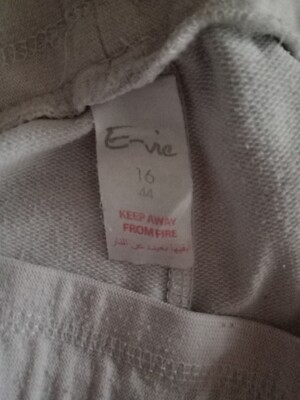 E-vie
16
44
KEEP AWAY
FROM FIRE